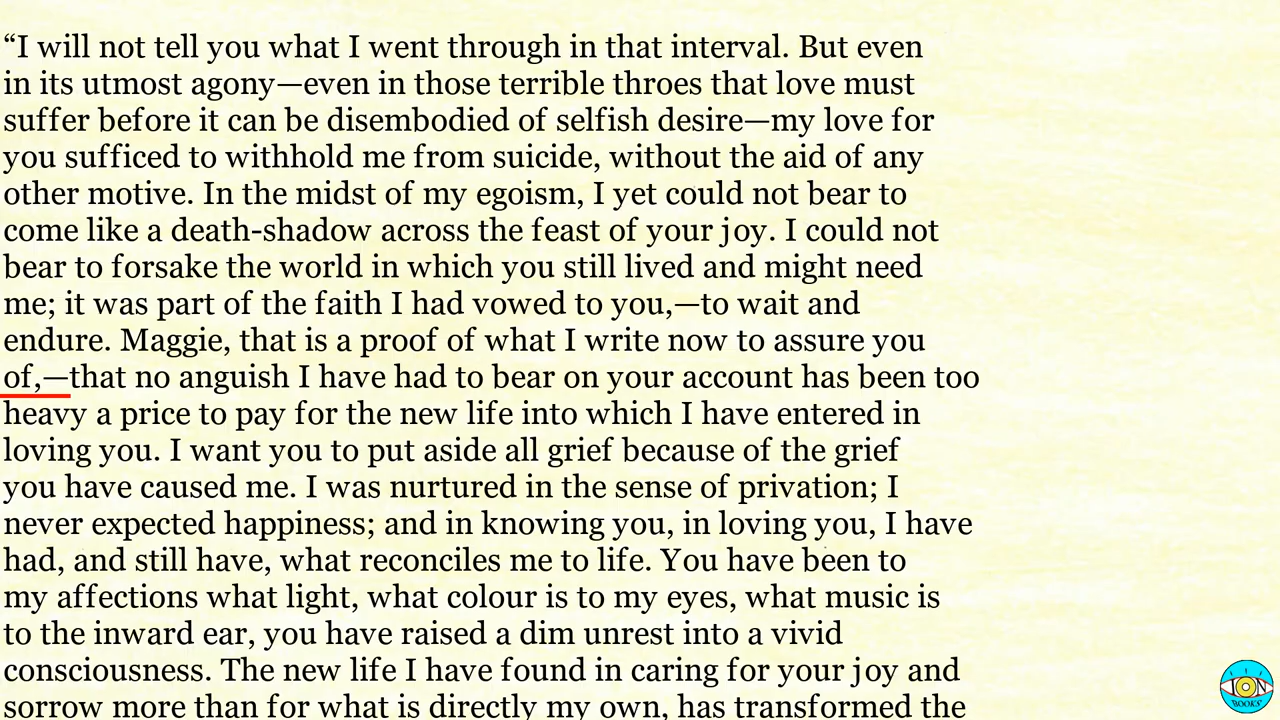 “I will not tell you what I went through in that interval. But even
in its utmost agony—even in those terrible throes that love must
suffer before it can be disembodied of selfish desire—my love for
you sufficed to withhold me from suicide, without the aid of any
other motive. In the midst of my egoism, I yet could not bear to
come like a death-shadow across the feast of your joy. I could not
bear to forsake the world in which you still lived and might need
me; it was part of the faith I had vowed to you,—to wait and
endure. Maggie, that is a proof of what I write now to assure you
of,—that no anguish I have had to bear on your account has been too
heavy a price to pay for the new life into which I have entered in
loving you. I want you to put aside all grief because of the grief
you have caused me. I was nurtured in the sense of privation; I
never expected happiness; and in knowing you, in loving you, I have
had, and still have, what reconciles me to life. You have been to
my affections what light, what colour is to my eyes, what music is
to the inward ear, you have raised a dim unrest into a vivid
consciousness. The new life I have found in caring for your joy and
sorrow more than for what is directly my own, has transformed the
ION
BOOKS